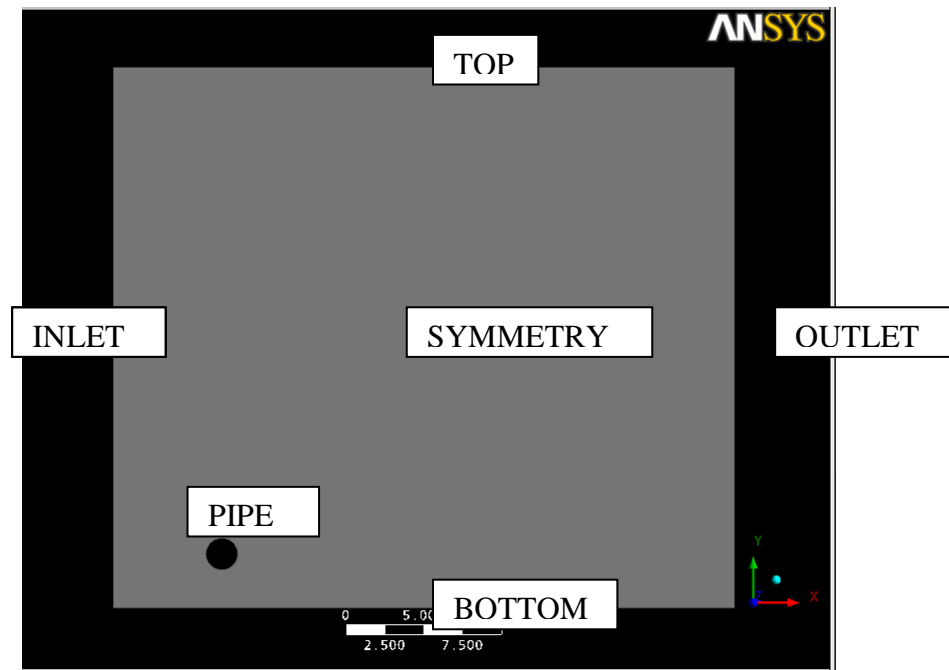 ANSYS
TOP
INLET
SYMMETRY
OUTLET
PIPE
Y
Z
X
BOTTOM
0
2.500
7.500